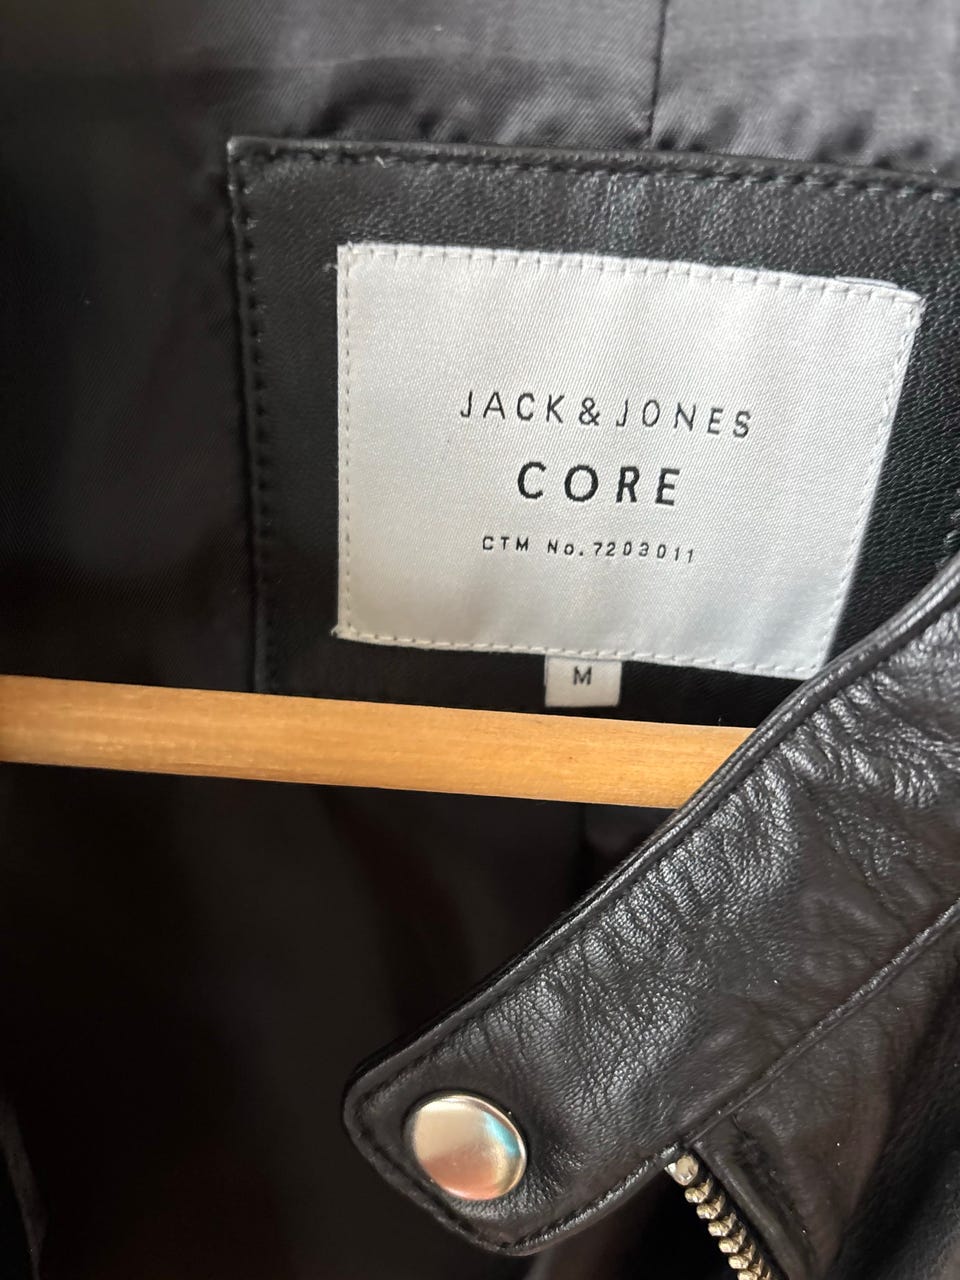 JACK & JONES
CORE
CTM No. 7203011
M